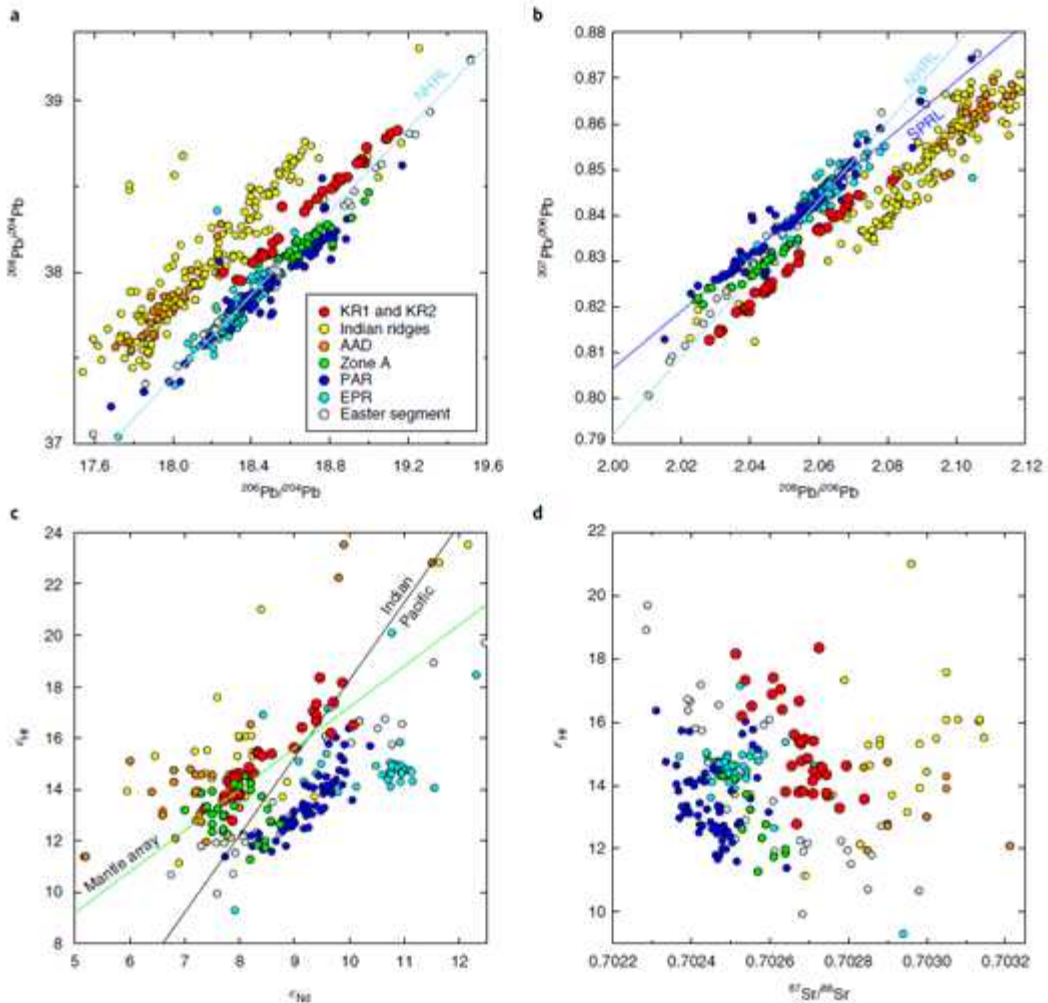 a
39
38
37
17.6
18.0
18.4
18.8
19.2
19.6
²⁰⁸Pb/²⁰⁴Pb
²⁰⁶Pb/²⁰⁴Pb
NHRL
KR1 and KR2
Indian ridges
AAD
Zone A
PAR
EPR
Easter segment
b
0.88
0.87
0.86
0.85
0.84
0.83
0.82
0.81
0.80
0.79
2.00
2.02
2.04
2.06
2.08
2.10
2.12
²⁰⁷Pb/²⁰⁶Pb
²⁰⁸Pb/²⁰⁶Pb
NHRL
SPRL
c
24
22
20
18
16
14
12
10
8
5
6
7
8
9
10
11
12
εHf
εNd
Indian
Pacific
Mantle array
d
22
20
18
16
14
12
10
0.7022
0.7024
0.7026
0.7028
0.7030
0.7032
εHf
⁸⁷Sr/⁸⁶Sr